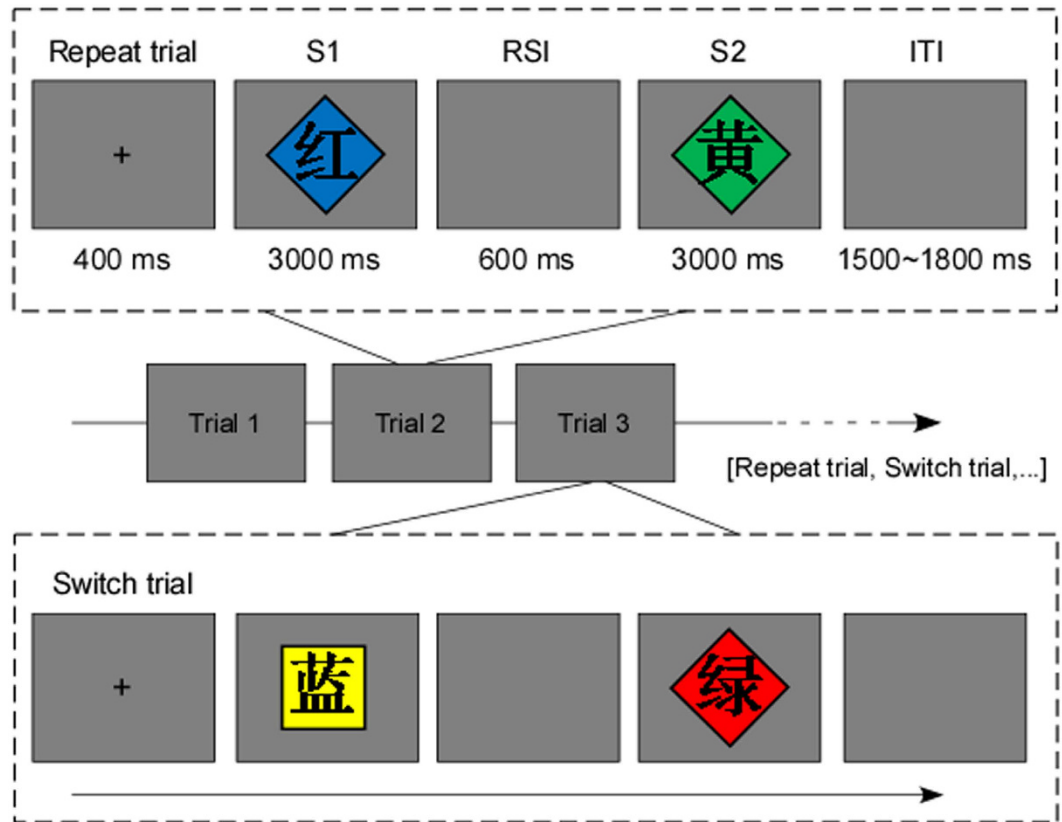 Repeat trial S1 RSI S2 ITI
+ 红 黄
400 ms 3000 ms 600 ms 3000 ms 1500~1800 ms
Trial 1 Trial 2 Trial 3
[Repeat trial, Switch trial,...]
Switch trial
+ 蓝 绿